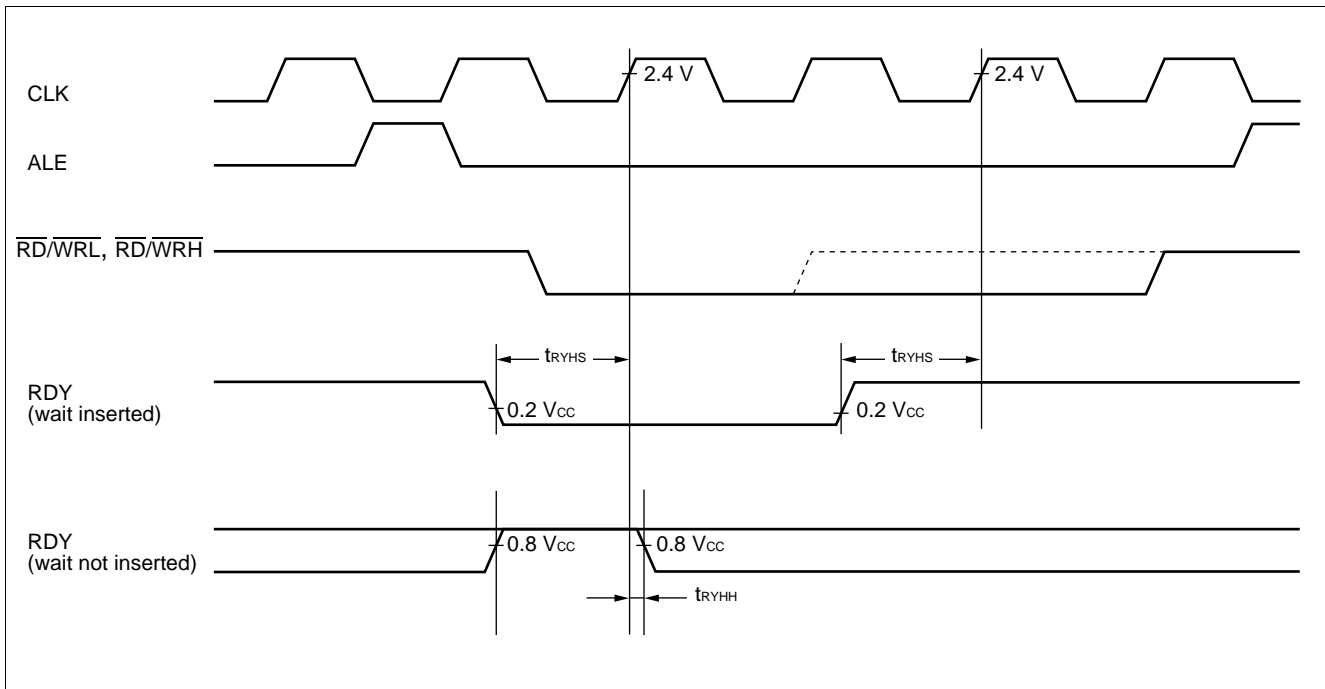 CLK
2.4 V
2.4 V
ALE
RD/WRL, RD/WRH
tRYHS
tRYHS
RDY
(wait inserted)
0.2 VCC
0.2 VCC
RDY
(wait not inserted)
0.8 VCC
0.8 VCC
tRYHH